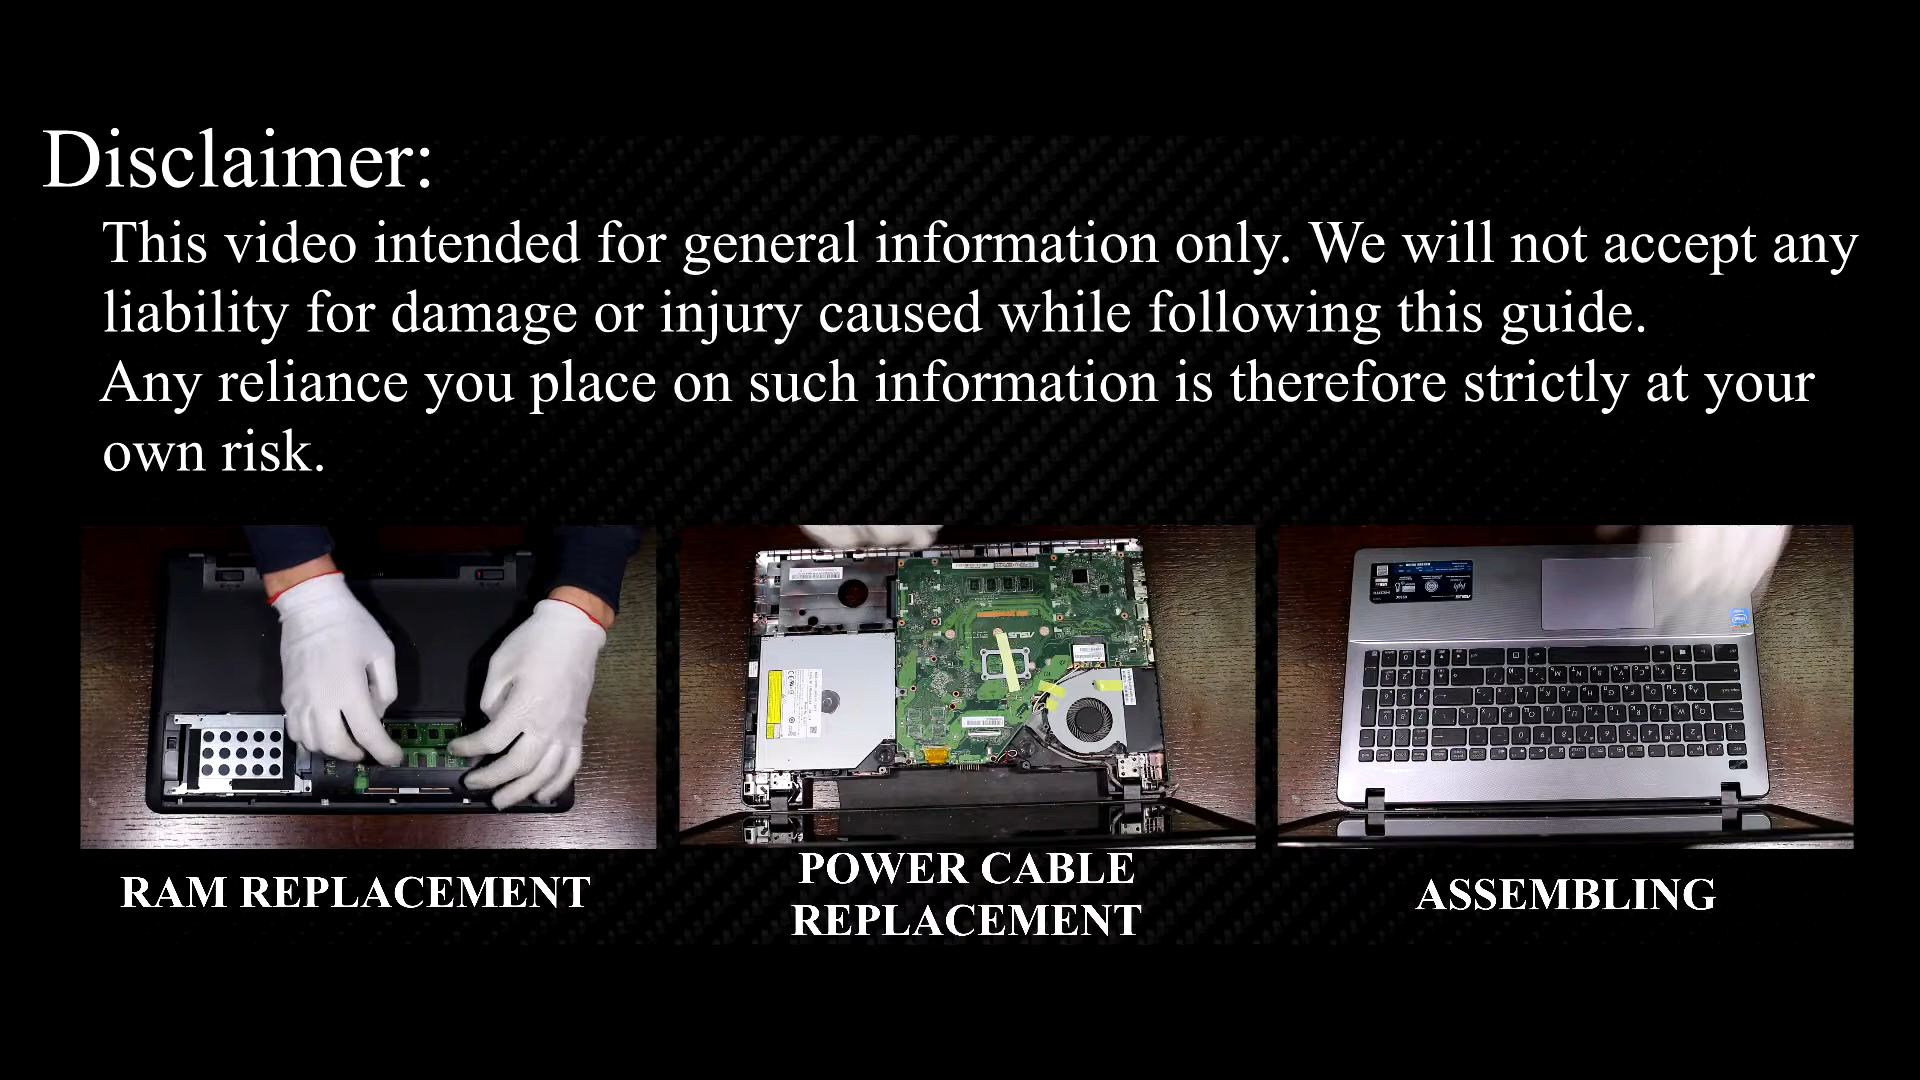 Disclaimer:
This video intended for general information only. We will not accept any
liability for damage or injury caused while following this guide.
Any reliance you place on such information is therefore strictly at your
own risk.
RAM REPLACEMENT
POWER CABLE
REPLACEMENT
ASSEMBLING